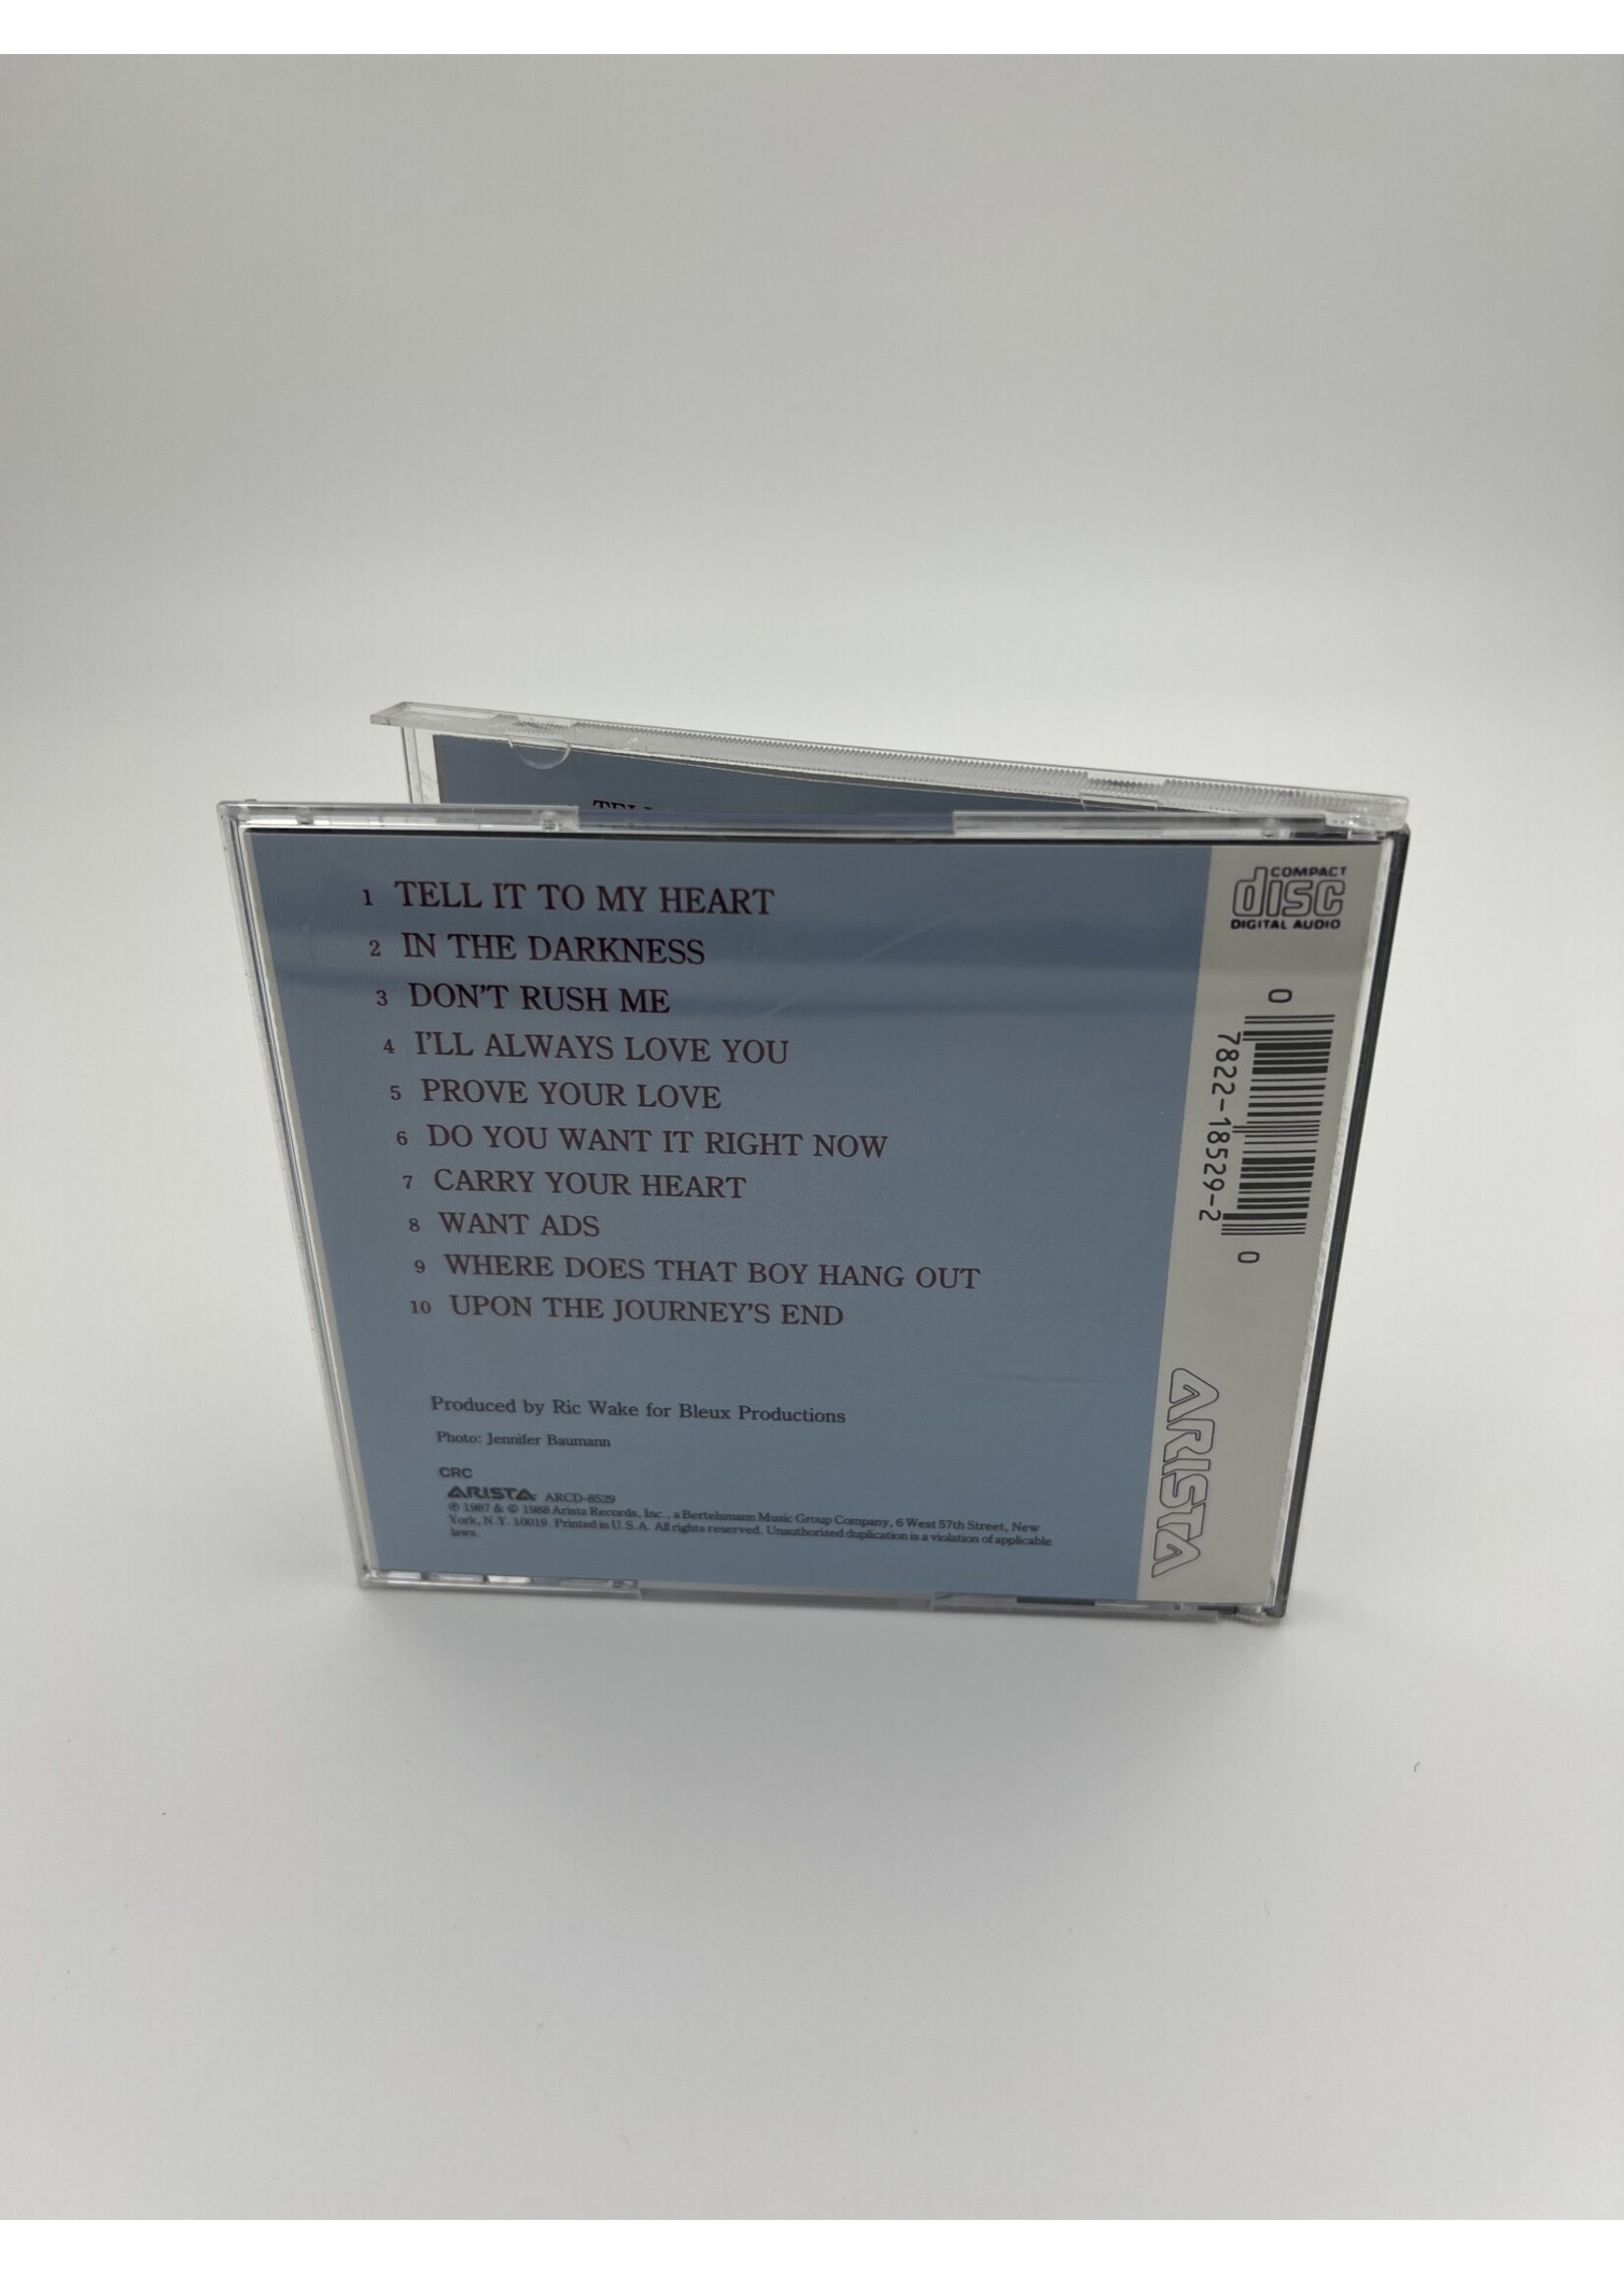 1 TELL IT TO MY HEART
2 IN THE DARKNESS
3 DON'T RUSH ME
4 I'LL ALWAYS LOVE YOU
5 PROVE YOUR LOVE
6 DO YOU WANT IT RIGHT NOW
7 CARRY YOUR HEART
8 WANT ADS
9 WHERE DOES THAT BOY HANG OUT
10 UPON THE JOURNEY'S END
Produced by Ric Wake for Bleux Productions
Photo: Jennifer Baumann
CRC
ARISTA ARCD-8529
℗ 1987 & © 1988 Arista Records, Inc., a Bertelsmann Music Group Company, 6 West 57th Street, New
York, N.Y. 10019. Printed in U.S.A. All rights reserved. Unauthorized duplication is a violation of applicable
laws.
COMPACT
disc
DIGITAL AUDIO
0
7822-18529-2
0
ARISTA